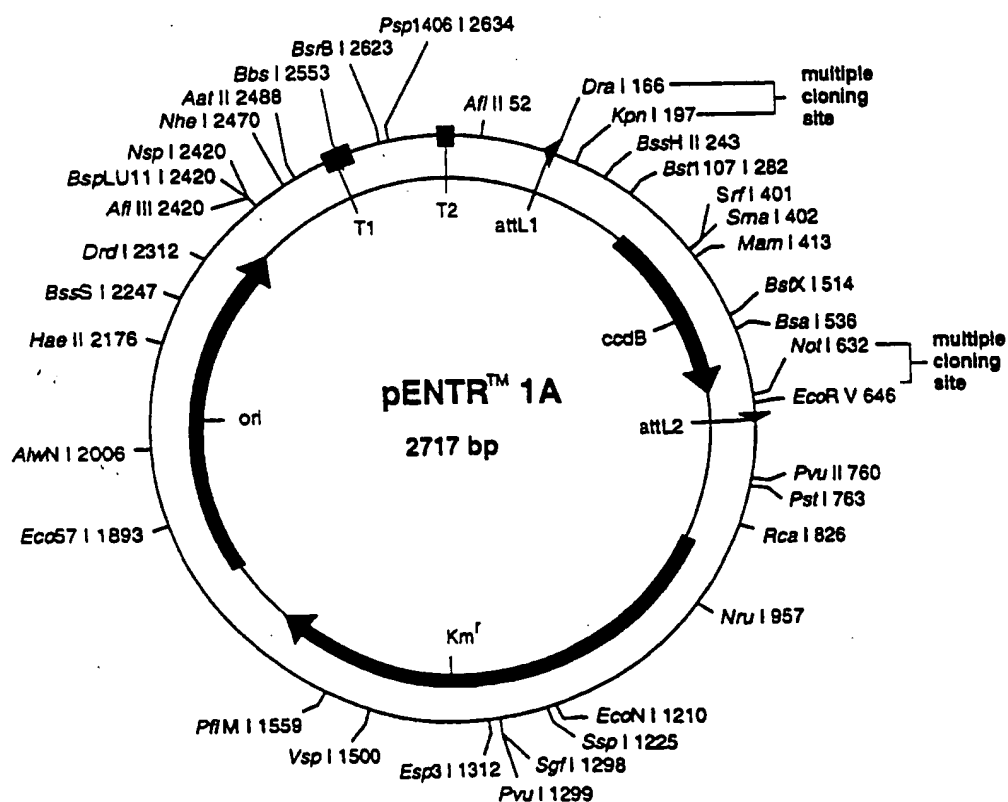 Psp1406 I 2634
BsrB I 2623
Bbs I 2553
Aat II 2488
Nhe I 2470
Nsp I 2420
BspLU11 I 2420
Afl III 2420
Drd I 2312
BssS I 2247
Hae II 2176
AlwN I 2006
Eco57 I 1893
Afl II 52
Dra I 166
Kpn I 197
multiple
cloning
site
BssH II 243
Bst1107 I 282
Srf I 401
Sma I 402
Mam I 413
BstX I 514
Bsa I 536
Not I 632
EcoR V 646
multiple
cloning
site
Pvu II 760
Pst I 763
Rca I 826
Nru I 957
T1
T2
attL1
ccdB
attL2
ori
pENTR™ 1A
2717 bp
Kmr
PflM I 1559
Vsp I 1500
Esp3 I 1312
Pvu I 1299
Sgf I 1298
Ssp I 1225
EcoN I 1210